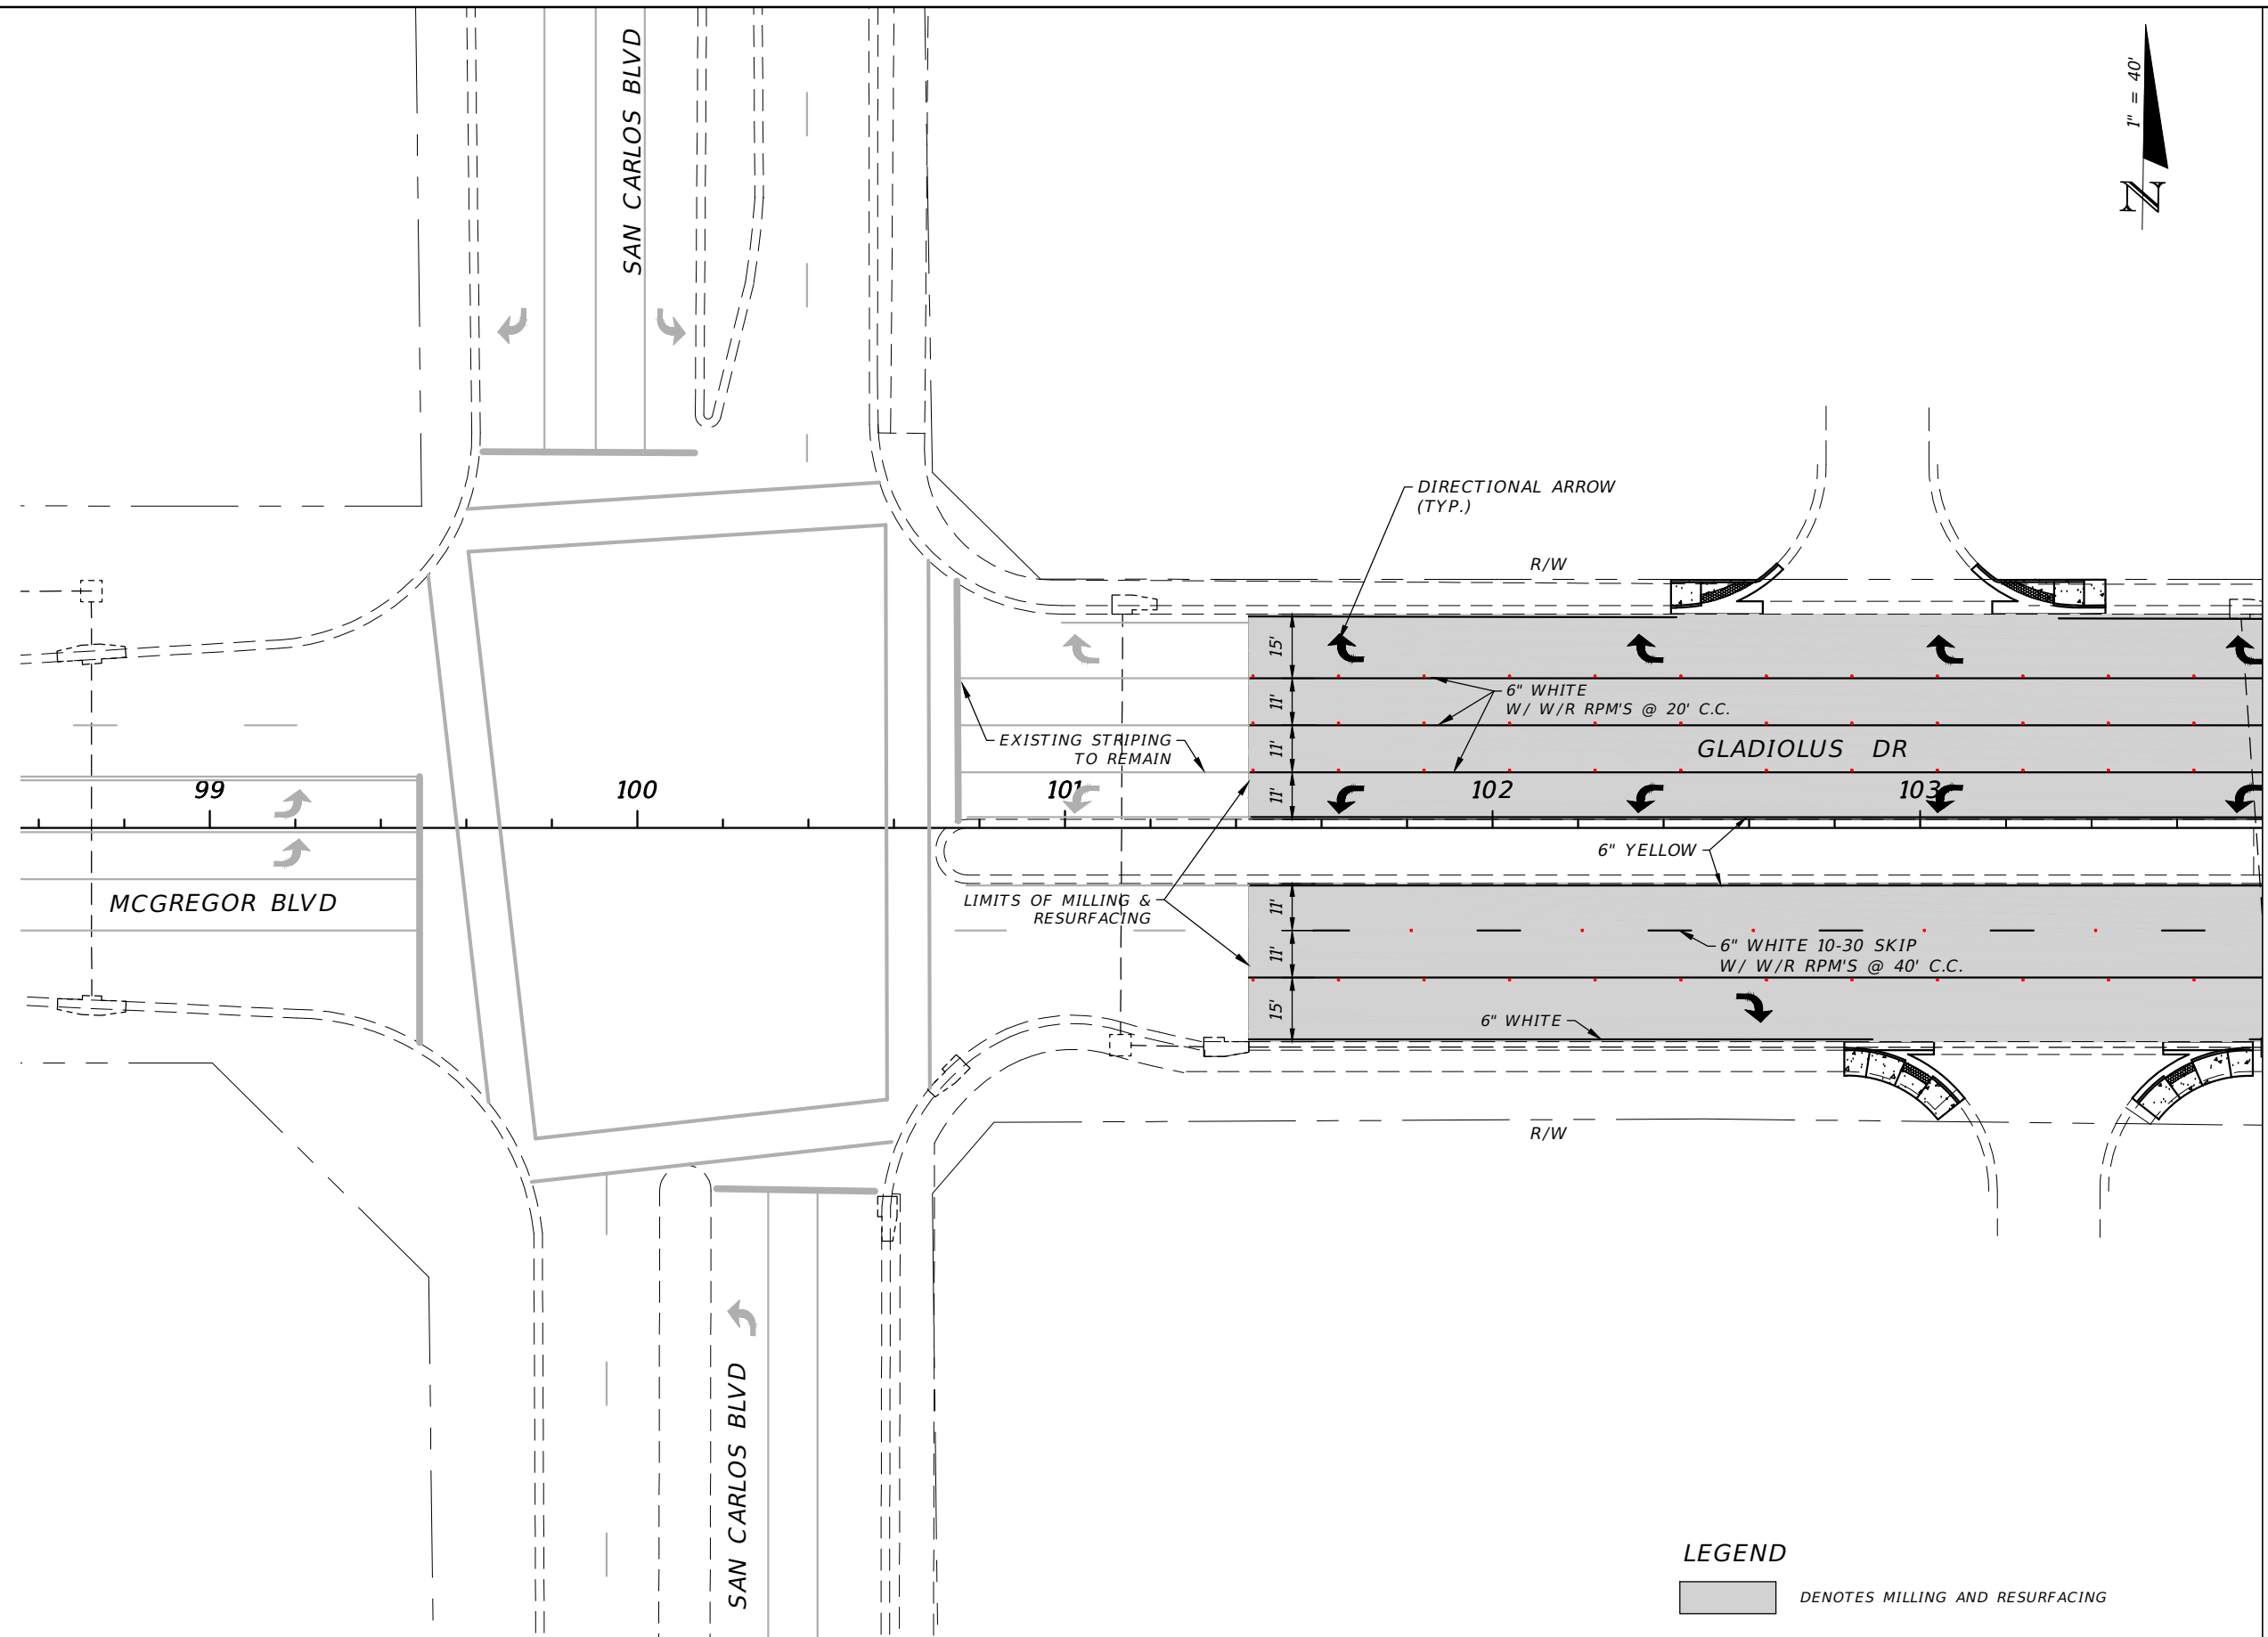 SAN CARLOS BLVD
1" = 40'
N
DIRECTIONAL ARROW
(TYP.)
R/W
15'
11'
11'
11'
6" WHITE
W/ W/R RPM'S @ 20' C.C.
EXISTING STRIPING
TO REMAIN
GLADIOLUS DR
99
100
101
102
103
6" YELLOW
MCGREGOR BLVD
LIMITS OF MILLING &
RESURFACING
11'
11'
15'
6" WHITE 10-30 SKIP
W/ W/R RPM'S @ 40' C.C.
6" WHITE
R/W
SAN CARLOS BLVD
LEGEND
DENOTES MILLING AND RESURFACING